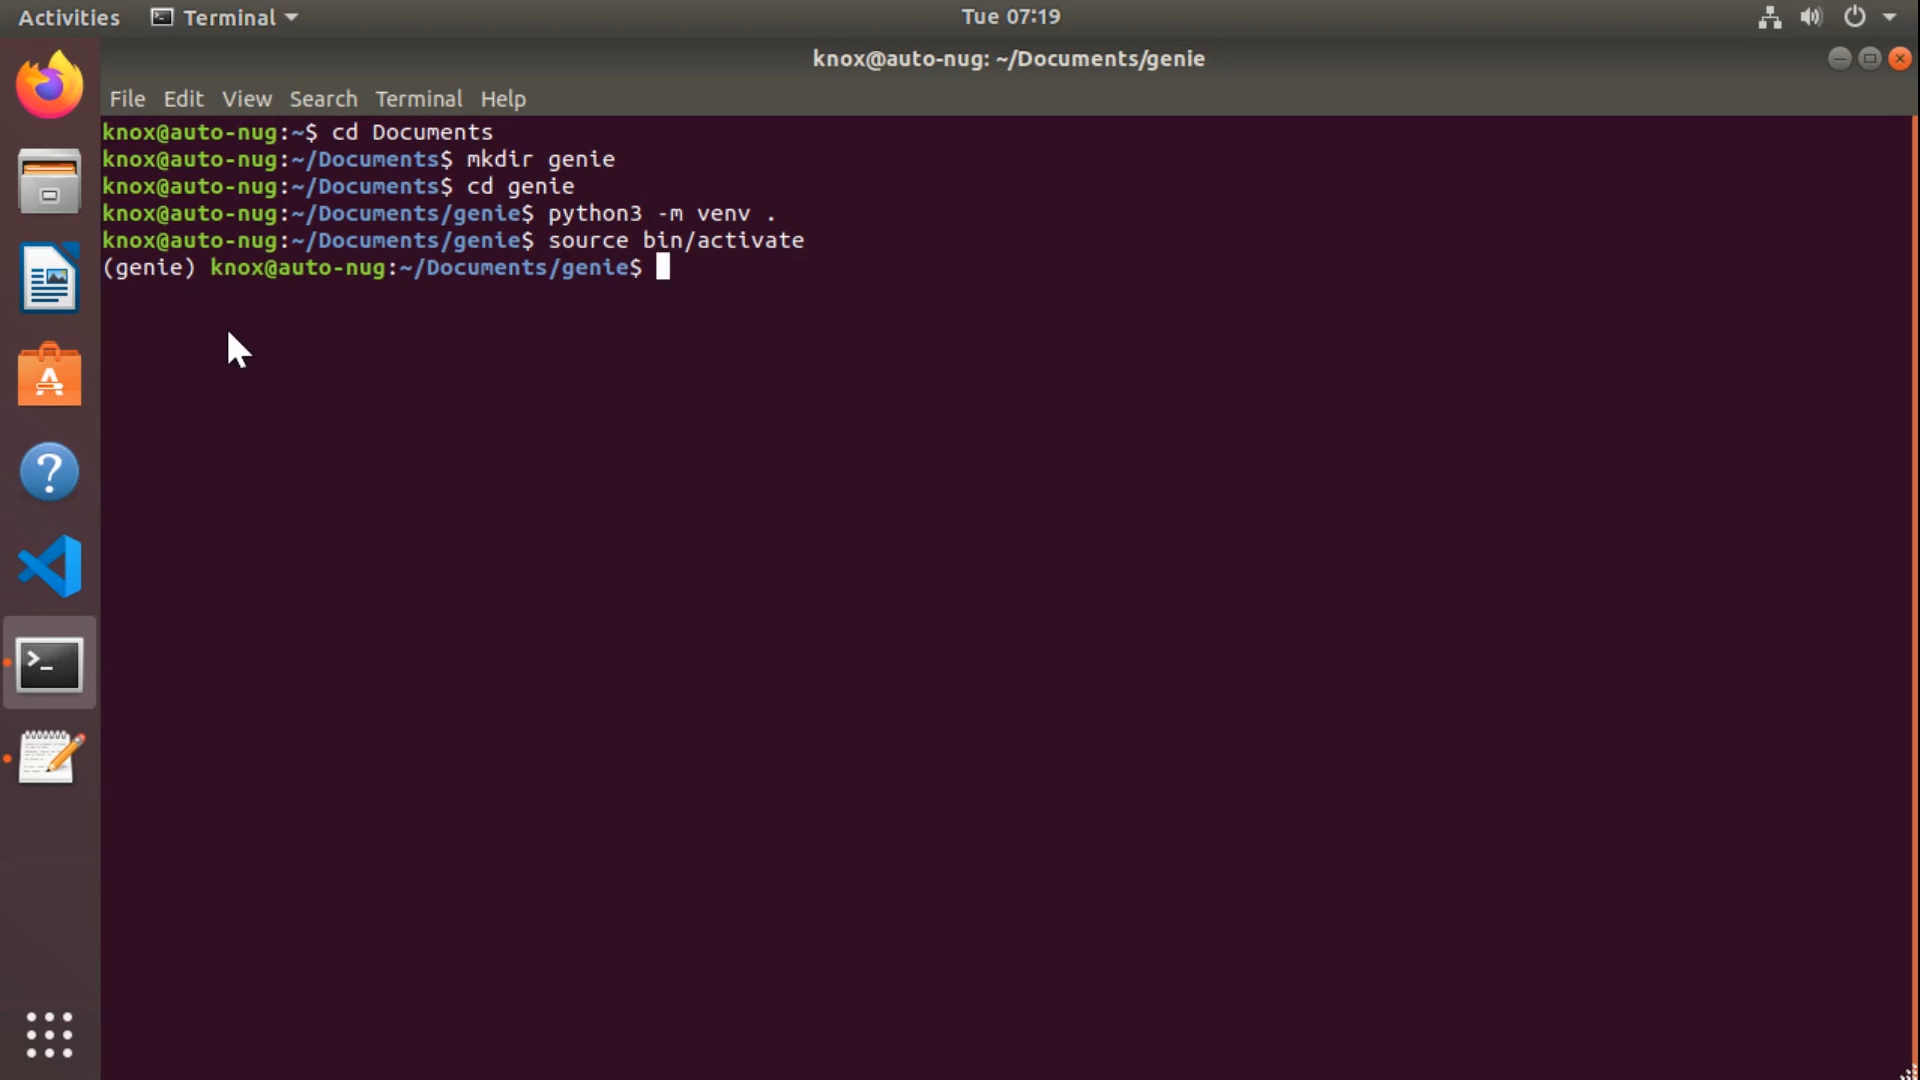 Activities Terminal Tue 07:19
knox@auto-nug: ~/Documents/genie
File Edit View Search Terminal Help
knox@auto-nug:~$ cd Documents
knox@auto-nug:~/Documents$ mkdir genie
knox@auto-nug:~/Documents$ cd genie
knox@auto-nug:~/Documents/genie$ python3 -m venv .
knox@auto-nug:~/Documents/genie$ source bin/activate
(genie) knox@auto-nug:~/Documents/genie$